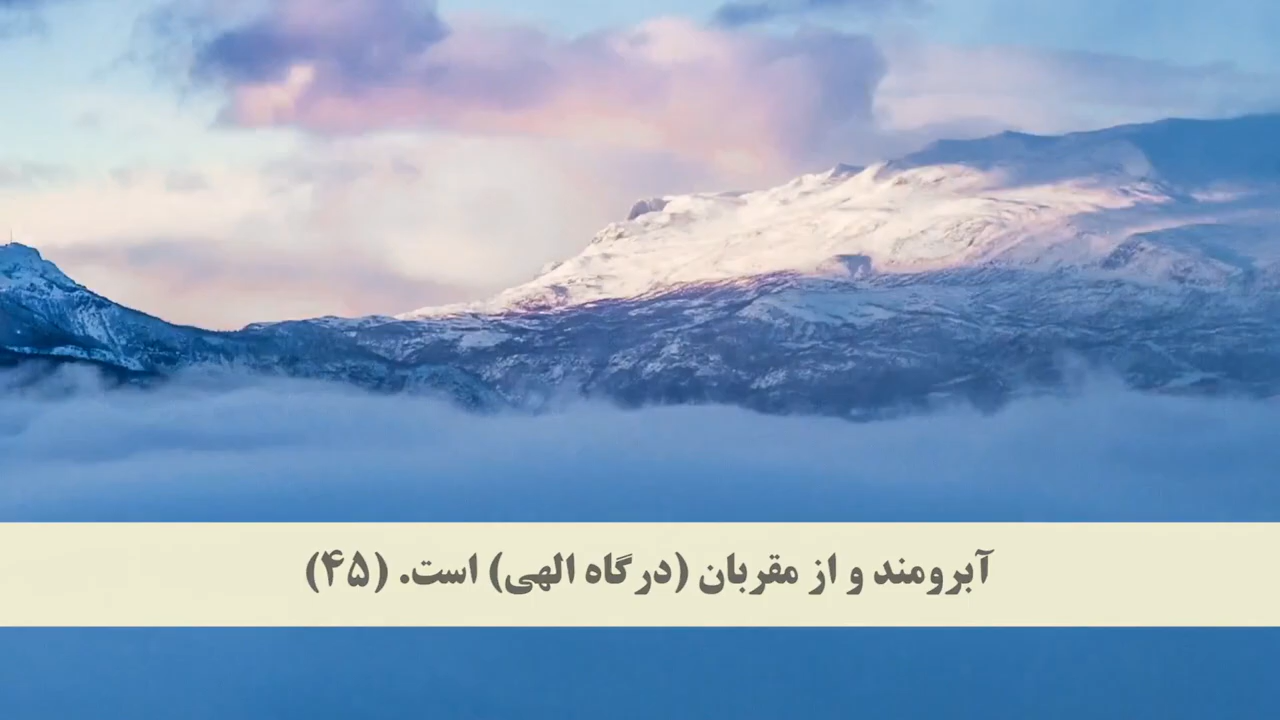 آبرومند و از مقربان (درگاه الهی) است. (۴۵)